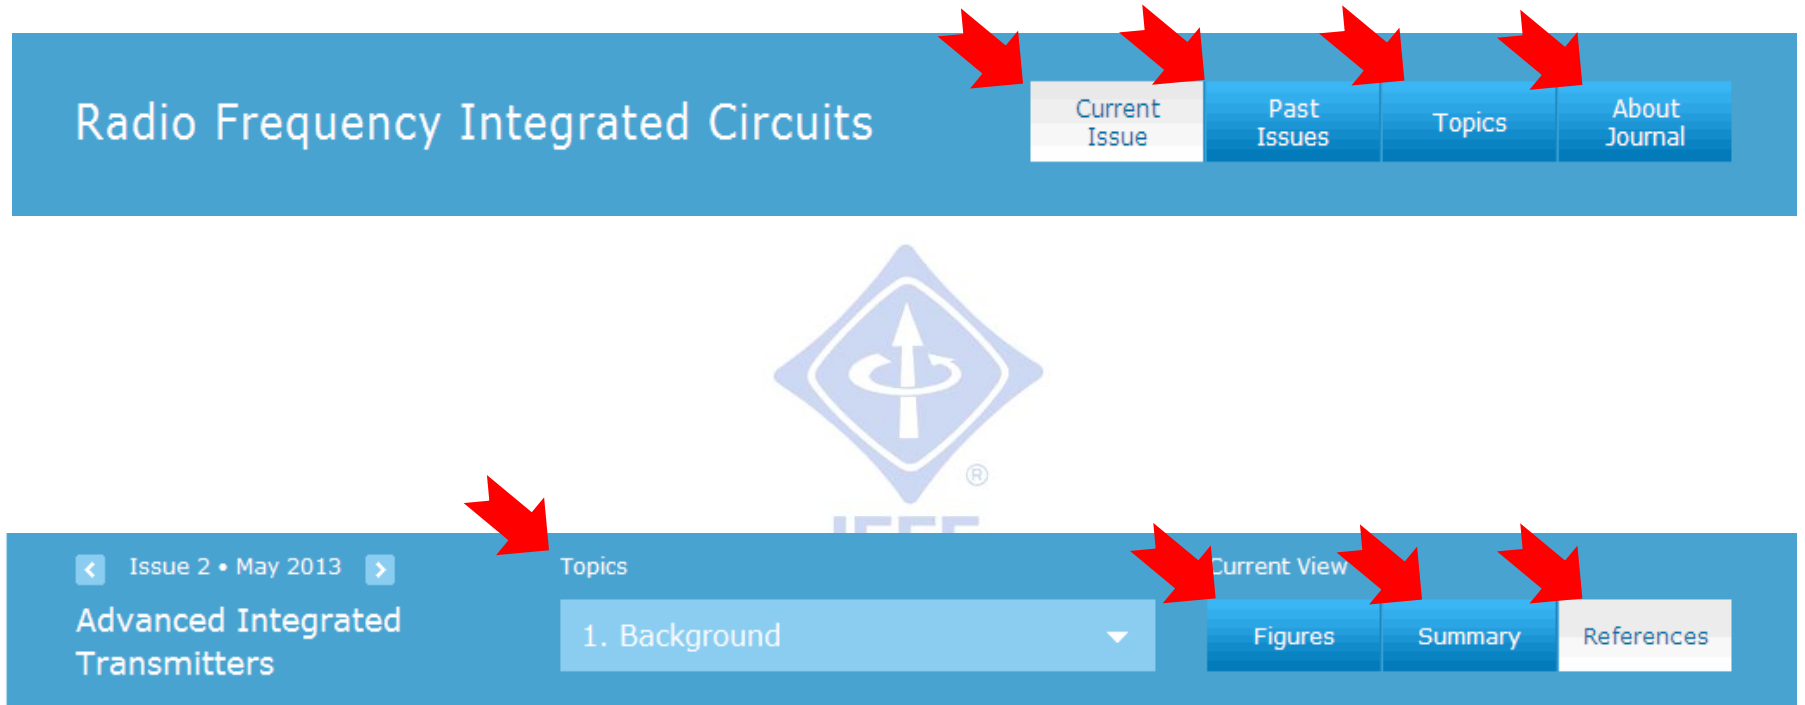 Radio Frequency Integrated Circuits
Current
Issue
Past
Issues
Topics
About
Journal
®
IEEE
Issue 2 • May 2013
Topics
Current View
Advanced Integrated
Transmitters
1. Background
Figures
Summary
References